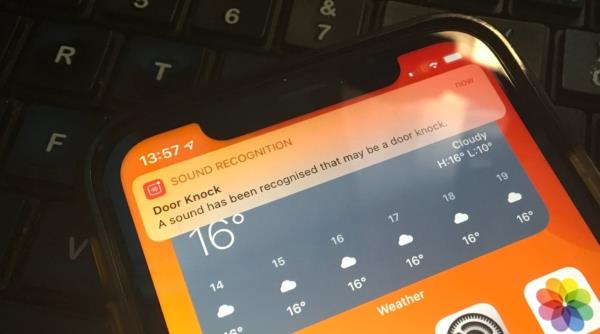 5
6
&
7
R
T
F
V
13:57
SOUND RECOGNITION
now
Door Knock
A sound has been recognised that may be a door knock.
Cloudy
H:16° L:10°
16°
14
15
16
17
18
19
16°
16°
16°
16°
16°
Weather